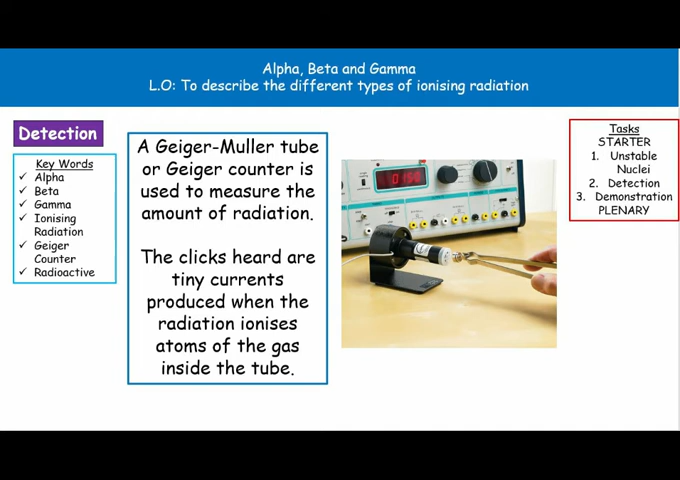 Alpha, Beta and Gamma
L.O: To describe the different types of ionising radiation
Detection
Key Words
✓ Alpha
✓ Beta
✓ Gamma
✓ Ionising
Radiation
✓ Geiger
Counter
✓ Radioactive
A Geiger-Muller tube
or Geiger counter is
used to measure the
amount of radiation.
The clicks heard are
tiny currents
produced when the
radiation ionises
atoms of the gas
inside the tube.
Tasks
STARTER
1. Unstable
Nuclei
2. Detection
3. Demonstration
PLENARY